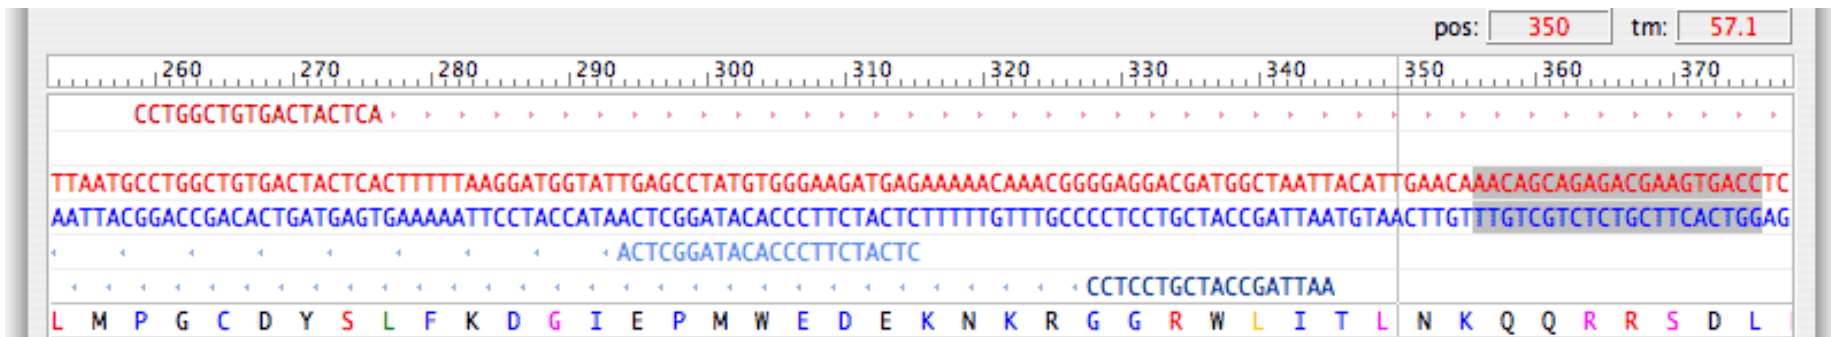 pos: 350 tm: 57.1
260 270 280 290 300 310 320 330 340 350 360 370
CCTGGCTGTGACTACTCA
TTAATGCCTGGCTGTGACTACTCACTTTTTAAGGATGGTATTGAGCCTATGTGGGAAGATGAGAAAAACAAACGGGGAGGACGATGGCTAATTACATTGAACAAACAGCAGAGACGAAGTGACCTC
AATTACGGACCGACACTGATGAGTGAAAAATTCCTACCATAACTCGGATACACCCTTCTACTCTTTTTGTTTGCCCCTCCTGCTACCGATTAATGTAACTTGTTTGTCGTCTCTGCTTCACTGGAG
ACTCGGATACACCCTTCTACTC
CCTCCTGCTACCGATTAA
L M P G C D Y S L F K D G I E P M W E D E K N K R G G R W L I T L N K Q Q R R S D L